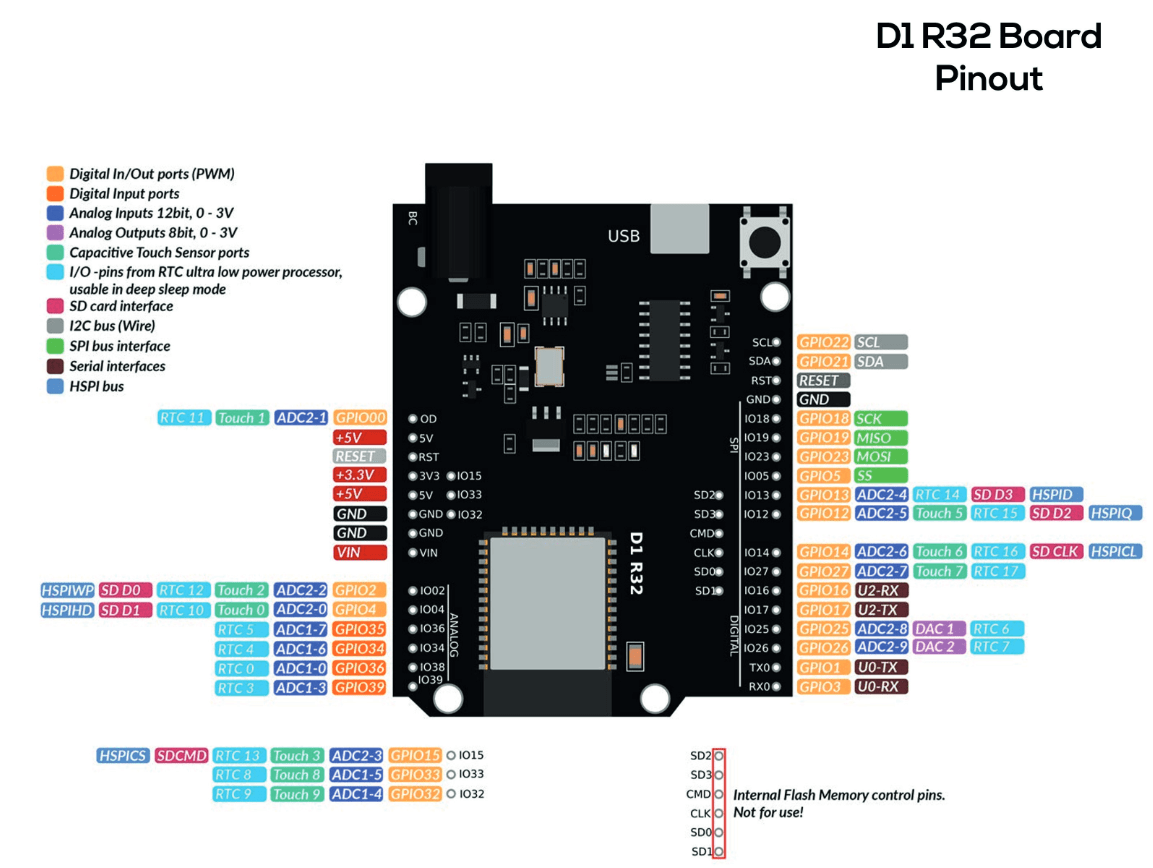 D1 R32 Board
Pinout
Digital In/Out ports (PWM)
Digital Input ports
Analog Inputs 12bit, 0 - 3V
Analog Outputs 8bit, 0 - 3V
Capacitive Touch Sensor ports
I/O -pins from RTC ultra low power processor,
usable in deep sleep mode
SD card interface
I2C bus (Wire)
SPI bus interface
Serial interfaces
HSPI bus
BC
USB
RTC 11 Touch 1 ADC2-1 GPIO00 OD
+5V 5V
RESET RST
+3.3V 3V3 IO15
+5V 5V IO33
GND GND IO32
GND GND
VIN VIN
HSPIWP SD D0 RTC 12 Touch 2 ADC2-2 GPIO2 IO02
HSPIHD SD D1 RTC 10 Touch 0 ADC2-0 GPIO4 IO04
RTC 5 ADC1-7 GPIO35 IO36
RTC 4 ADC1-6 GPIO34 IO34
RTC 0 ADC1-0 GPIO36 IO38
RTC 3 ADC1-3 GPIO39 IO39
ANALOG
D1 R32
SCL GPIO22 SCL
SDA GPIO21 SDA
RST RESET
GND GND
IO18 GPIO18 SCK
IO19 GPIO19 MISO
IO23 GPIO23 MOSI
IO05 GPIO5 SS
SPI
SD2 IO13 GPIO13 ADC2-4 RTC 14 SD D3 HSPID
SD3 IO12 GPIO12 ADC2-5 Touch 5 RTC 15 SD D2 HSPIQ
CMD
CLK IO14 GPIO14 ADC2-6 Touch 6 RTC 16 SD CLK HSPICL
SD0 IO27 GPIO27 ADC2-7 Touch 7 RTC 17
SD1 IO16 GPIO16 U2-RX
IO17 GPIO17 U2-TX
IO25 GPIO25 ADC2-8 DAC 1 RTC 6
IO26 GPIO26 ADC2-9 DAC 2 RTC 7
TX0 GPIO1 U0-TX
RX0 GPIO3 U0-RX
DIGITAL
HSPICS SDCMD RTC 13 Touch 3 ADC2-3 GPIO15 IO15
RTC 8 Touch 8 ADC1-5 GPIO33 IO33
RTC 9 Touch 9 ADC1-4 GPIO32 IO32
SD2
SD3
CMD
CLK
SD0
SD1
Internal Flash Memory control pins.
Not for use!